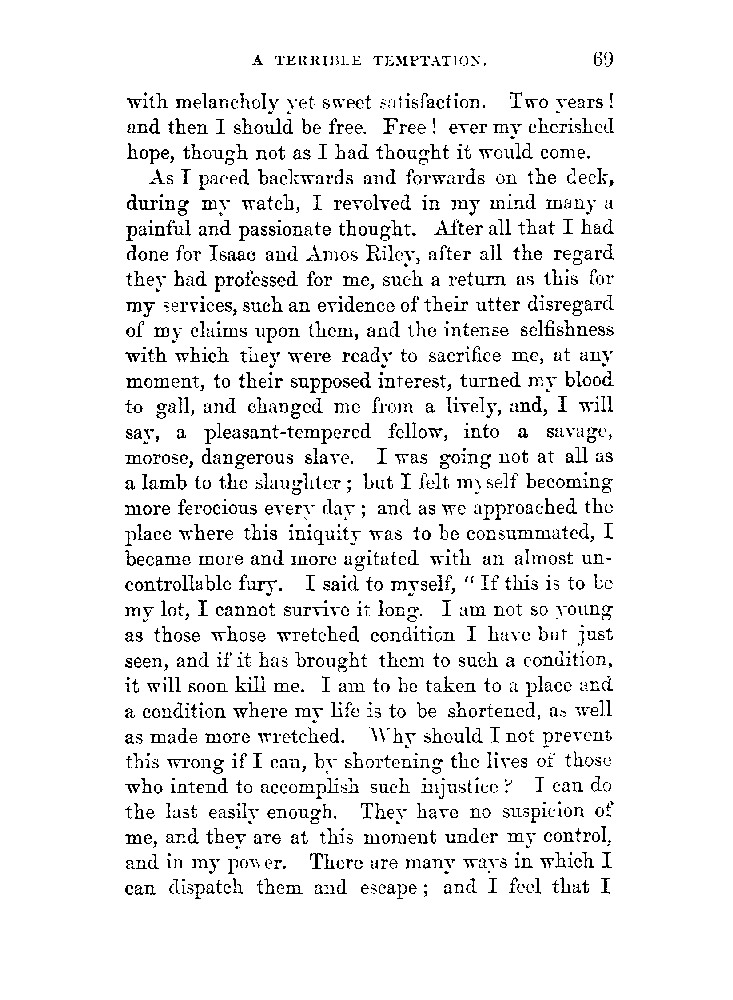 A TERRIBLE TEMPTATION. 69
with melancholy yet sweet satisfaction. Two years!
and then I should be free. Free! ever my cherished
hope, though not as I had thought it would come.
As I paced backwards and forwards on the deck,
during my watch, I revolved in my mind many a
painful and passionate thought. After all that I had
done for Isaac and Amos Riley, after all the regard
they had professed for me, such a return as this for
my services, such an evidence of their utter disregard
of my claims upon them, and the intense selfishness
with which they were ready to sacrifice me, at any
moment, to their supposed interest, turned my blood
to gall, and changed me from a lively, and, I will
say, a pleasant-tempered fellow, into a savage,
morose, dangerous slave. I was going not at all as
a lamb to the slaughter; but I felt myself becoming
more ferocious every day; and as we approached the
place where this iniquity was to be consummated, I
became more and more agitated with an almost un-
controllable fury. I said to myself, "If this is to be
my lot, I cannot survive it long. I am not so young
as those whose wretched condition I have but just
seen, and if it has brought them to such a condition,
it will soon kill me. I am to be taken to a place and
a condition where my life is to be shortened, as well
as made more wretched. Why should I not prevent
this wrong if I can, by shortening the lives of those
who intend to accomplish such injustice? I can do
the last easily enough. They have no suspicion of
me, and they are at this moment under my control,
and in my power. There are many ways in which I
can dispatch them and escape; and I feel that I